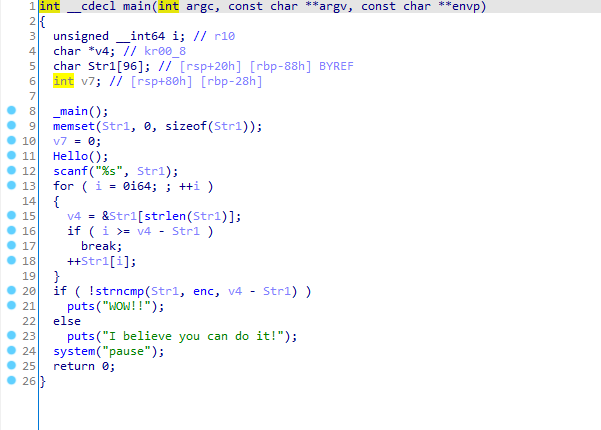 1 int __cdecl main(int argc, const char **argv, const char **envp)
2 {
3   unsigned __int64 i; // r10
4   char *v4; // kr00_8
5   char Str1[96]; // [rsp+20h] [rbp-88h] BYREF
6   int v7; // [rsp+80h] [rbp-28h]
7
8   _main();
9   memset(Str1, 0, sizeof(Str1));
10   v7 = 0;
11   Hello();
12   scanf("%s", Str1);
13   for ( i = 0i64; ; ++i )
14   {
15     v4 = &Str1[strlen(Str1)];
16     if ( i >= v4 - Str1 )
17       break;
18     ++Str1[i];
19   }
20   if ( !strncmp(Str1, enc, v4 - Str1) )
21     puts("WOW!!");
22   else
23     puts("I believe you can do it!");
24   system("pause");
25   return 0;
26 }